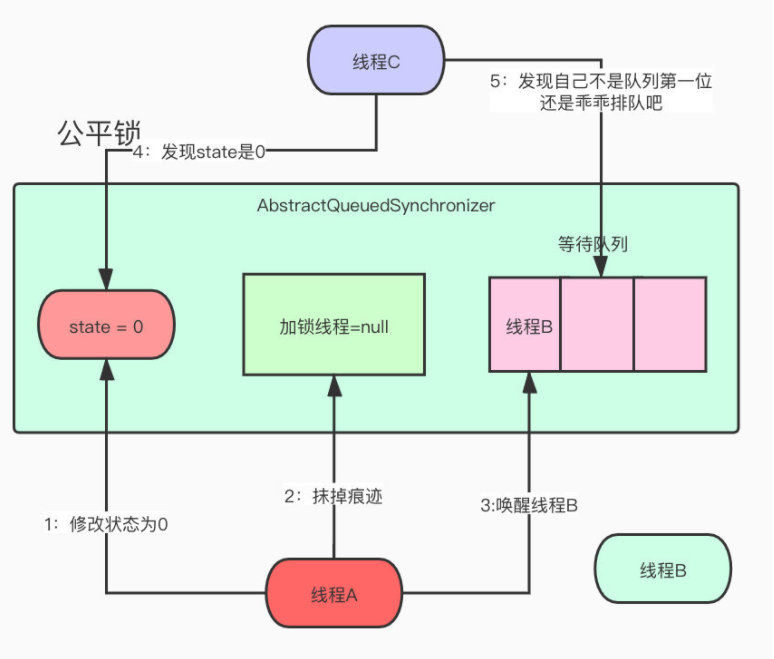 线程C
5：发现自己不是队列第一位
还是乖乖排队吧
公平锁
4：发现state是0
AbstractQueuedSynchronizer
等待队列
state = 0
加锁线程=null
线程B
2：抹掉痕迹
3:唤醒线程B
1：修改状态为0
线程A
线程B